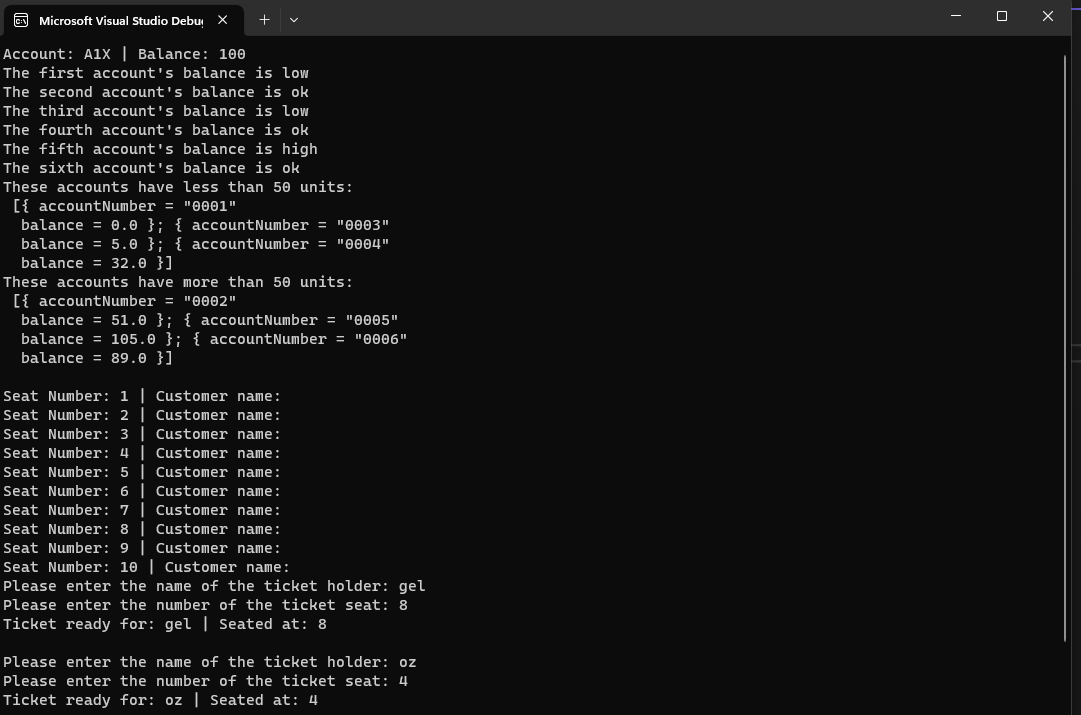 Microsoft Visual Studio Debug
Account: A1X | Balance: 100
The first account's balance is low
The second account's balance is ok
The third account's balance is low
The fourth account's balance is ok
The fifth account's balance is high
The sixth account's balance is ok
These accounts have less than 50 units:
 [{ accountNumber = "0001"
  balance = 0.0 }; { accountNumber = "0003"
  balance = 5.0 }; { accountNumber = "0004"
  balance = 32.0 }]
These accounts have more than 50 units:
 [{ accountNumber = "0002"
  balance = 51.0 }; { accountNumber = "0005"
  balance = 105.0 }; { accountNumber = "0006"
  balance = 89.0 }]

Seat Number: 1 | Customer name:
Seat Number: 2 | Customer name:
Seat Number: 3 | Customer name:
Seat Number: 4 | Customer name:
Seat Number: 5 | Customer name:
Seat Number: 6 | Customer name:
Seat Number: 7 | Customer name:
Seat Number: 8 | Customer name:
Seat Number: 9 | Customer name:
Seat Number: 10 | Customer name:
Please enter the name of the ticket holder: gel
Please enter the number of the ticket seat: 8
Ticket ready for: gel | Seated at: 8

Please enter the name of the ticket holder: oz
Please enter the number of the ticket seat: 4
Ticket ready for: oz | Seated at: 4